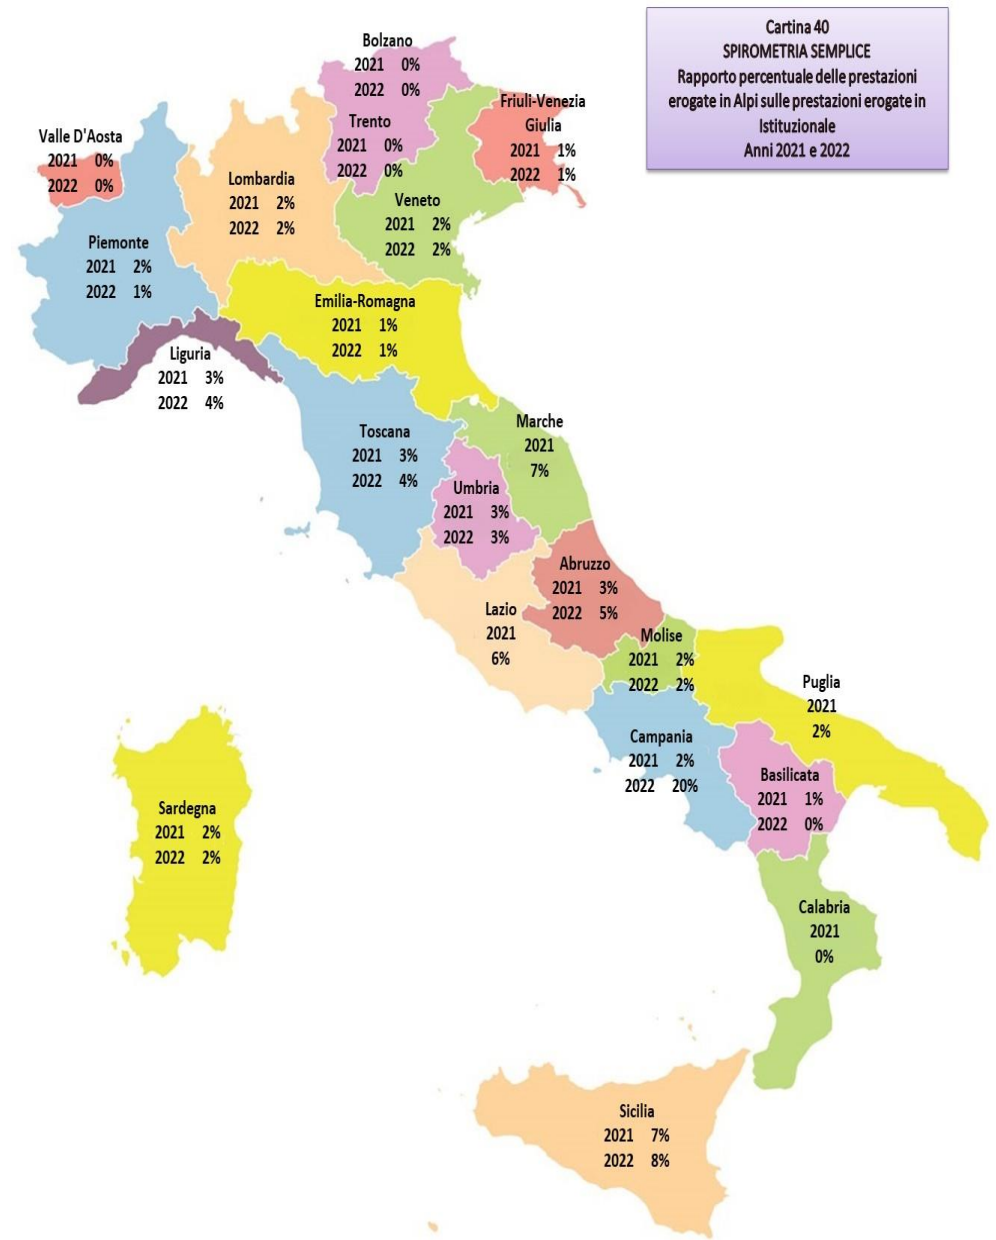 Cartina 40
SPIROMETRIA SEMPLICE
Rapporto percentuale delle prestazioni
erogate in Alpi sulle prestazioni erogate in
Istituzionale
Anni 2021 e 2022
Bolzano
2021 0%
2022 0%
Trento
2021 0%
2022 0%
Friuli-Venezia
Giulia
2021 1%
2022 1%
Valle D'Aosta
2021 0%
2022 0%
Lombardia
2021 2%
2022 2%
Veneto
2021 2%
2022 2%
Piemonte
2021 2%
2022 1%
Emilia-Romagna
2021 1%
2022 1%
Liguria
2021 3%
2022 4%
Toscana
2021 3%
2022 4%
Marche
2021
7%
Umbria
2021 3%
2022 3%
Abruzzo
2021 3%
2022 5%
Lazio
2021
6%
Molise
2021 2%
2022 2%
Puglia
2021
2%
Campania
2021 2%
2022 20%
Basilicata
2021 1%
2022 0%
Sardegna
2021 2%
2022 2%
Calabria
2021
0%
Sicilia
2021 7%
2022 8%